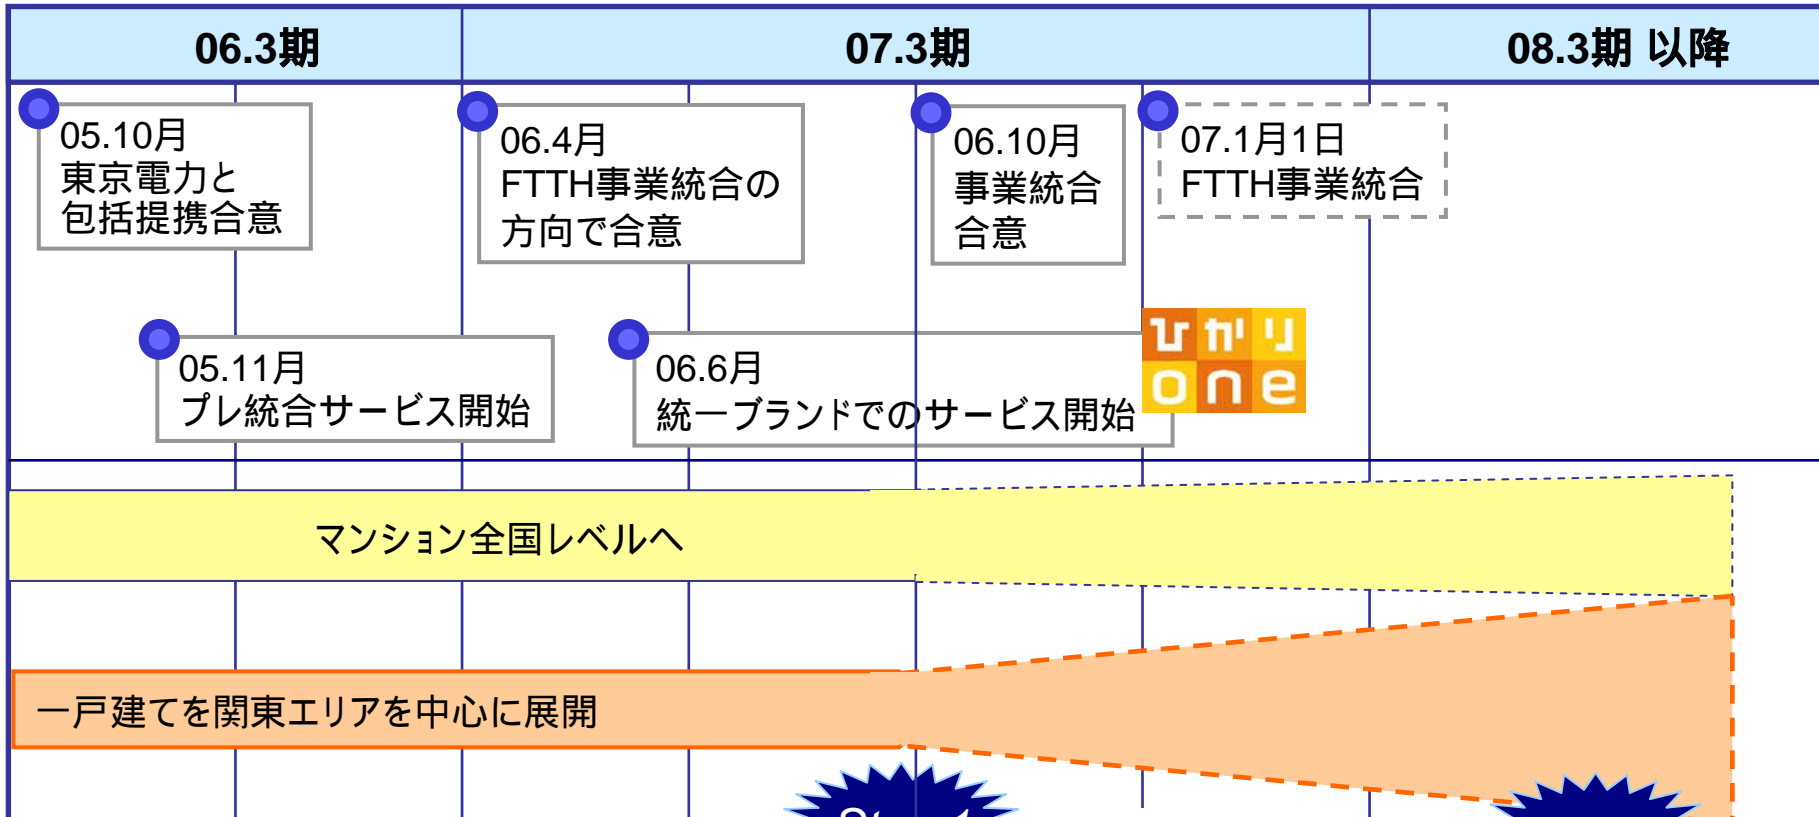 06.3期
07.3期
08.3期 以降
05.10月
東京電力と
包括提携合意
06.4月
FTTH事業統合の
方向で合意
06.10月
事業統合
合意
07.1月1日
FTTH事業統合
05.11月
プレ統合サービス開始
06.6月
統一ブランドでのサービス開始
ひかり
one
マンション全国レベルへ
一戸建てを関東エリアを中心に展開